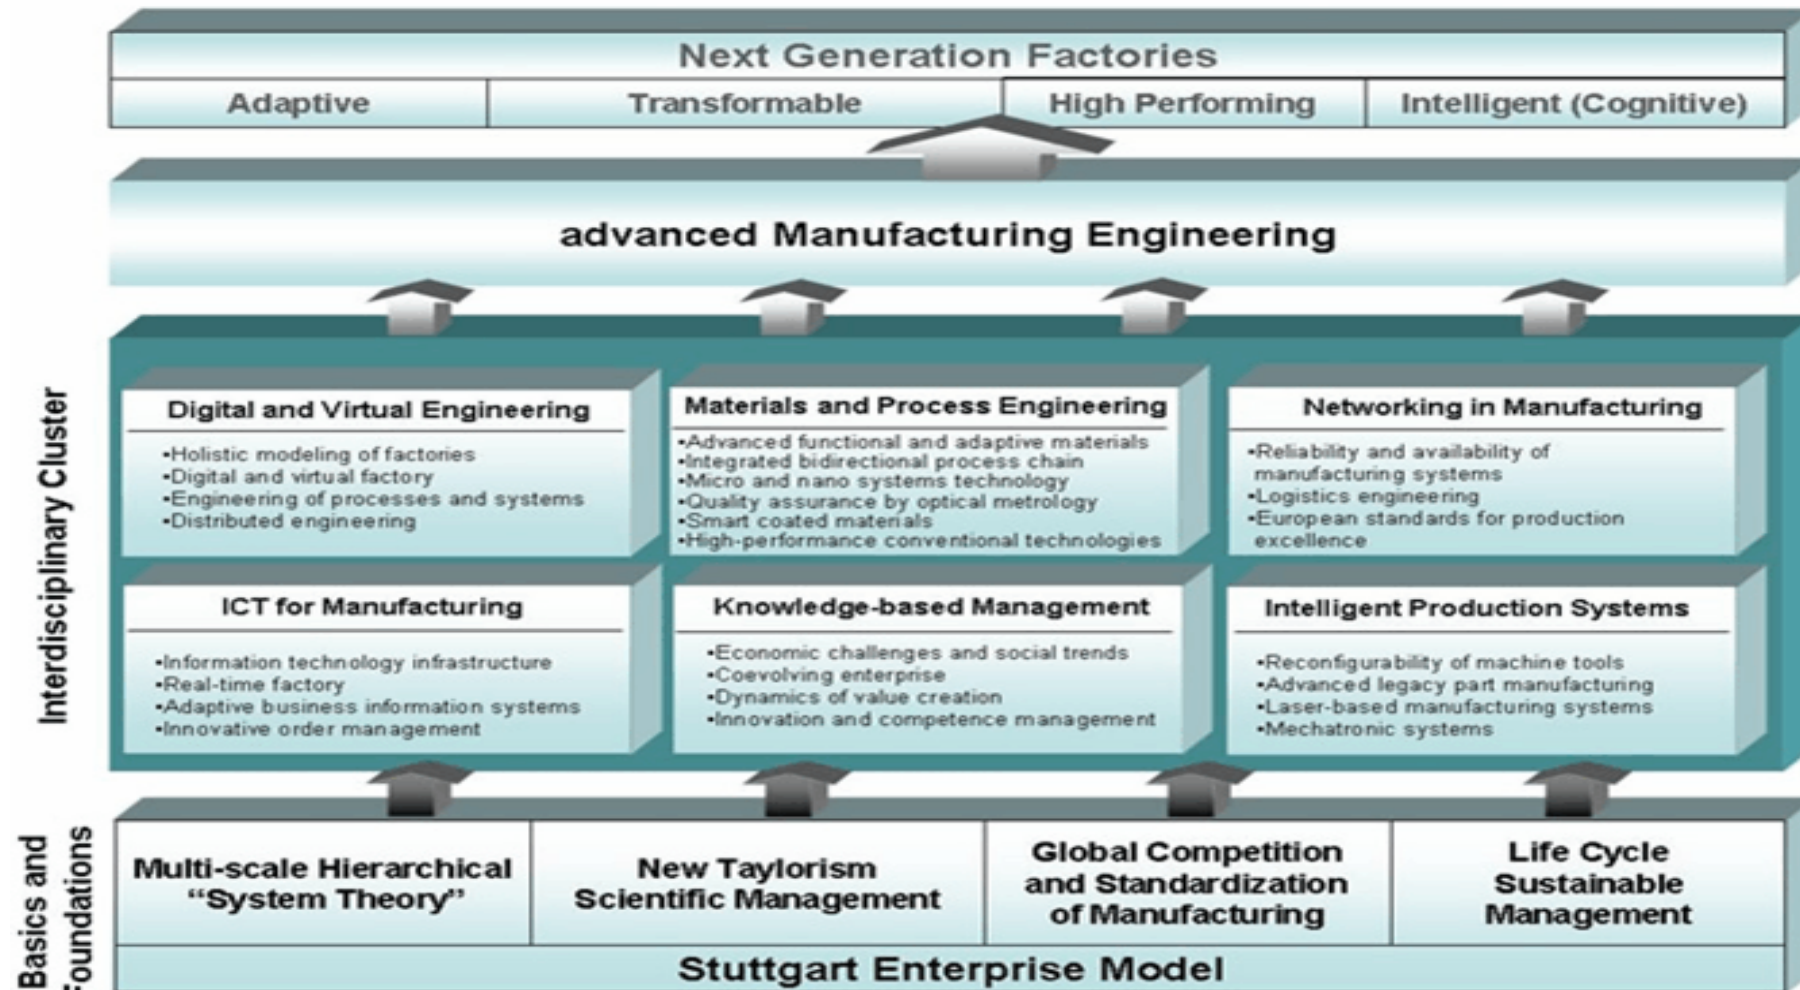 Next Generation Factories
Adaptive
Transformable
High Performing
Intelligent (Cognitive)
advanced Manufacturing Engineering
Interdisciplinary Cluster
Digital and Virtual Engineering
▪Holistic modeling of factories
▪Digital and virtual factory
▪Engineering of processes and systems
▪Distributed engineering
Materials and Process Engineering
▪Advanced functional and adaptive materials
▪Integrated bidirectional process chain
▪Micro and nano systems technology
▪Quality assurance by optical metrology
▪Smart coated materials
▪High-performance conventional technologies
Networking in Manufacturing
▪Reliability and availability of
manufacturing systems
▪Logistics engineering
▪European standards for production
excellence
ICT for Manufacturing
▪Information technology infrastructure
▪Real-time factory
▪Adaptive business information systems
▪Innovative order management
Knowledge-based Management
▪Economic challenges and social trends
▪Coevolving enterprise
▪Dynamics of value creation
▪Innovation and competence management
Intelligent Production Systems
▪Reconfigurability of machine tools
▪Advanced legacy part manufacturing
▪Laser-based manufacturing systems
▪Mechatronic systems
Basics and
Foundations
Multi-scale Hierarchical
“System Theory”
New Taylorism
Scientific Management
Global Competition
and Standardization
of Manufacturing
Life Cycle
Sustainable
Management
Stuttgart Enterprise Model